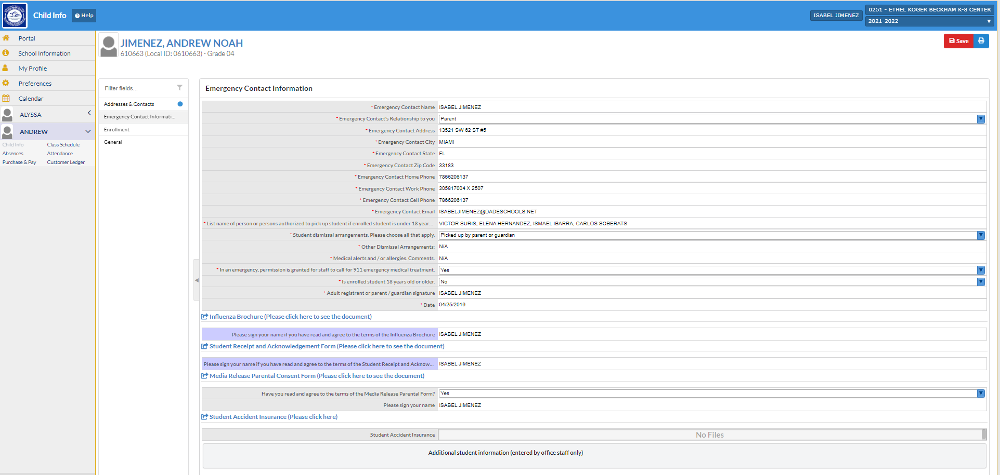 Child Info
Help
ISABEL JIMENEZ
0251 - ETHEL KOGER BECKHAM K-8 CENTER
2021-2022
Portal
School Information
My Profile
Preferences
Calendar
ALYSSA
ANDREW
Child Info Class Schedule
Absences Attendance
Purchase & Pay Customer Ledger
JIMENEZ, ANDREW NOAH
610663 (Local ID: 0610663) - Grade 04
Save
Filter fields...
Addresses & Contacts
Emergency Contact Informati...
Enrollment
General
Emergency Contact Information
* Emergency Contact Name ISABEL JIMENEZ
* Emergency Contact's Relationship to you Parent
* Emergency Contact Address 13521 SW 62 ST #5
* Emergency Contact City MIAMI
* Emergency Contact State FL
* Emergency Contact Zip Code 33183
* Emergency Contact Home Phone 7866206137
* Emergency Contact Work Phone 305817004 X 2507
* Emergency Contact Cell Phone 7866206137
* Emergency Contact Email ISABELJIMENEZ@DADESCHOOLS.NET
* List name of person or persons authorized to pick up student if enrolled student is under 18 year... VICTOR SURIS, ELENA HERNANDEZ, ISMAEL IBARRA, CARLOS SOBERATS
* Student dismissal arrangements. Please choose all that apply. Picked up by parent or guardian
* Other Dismissal Arrangements: N/A
* Medical alerts and / or allergies. Comments. N/A
* In an emergency, permission is granted for staff to call for 911 emergency medical treatment. Yes
* Is enrolled student 18 years old or older. No
* Adult registrant or parent / guardian signature ISABEL JIMENEZ
* Date 04/25/2019
Influenza Brochure (Please click here to see the document)
Please sign your name if you have read and agree to the terms of the Influenza Brochure ISABEL JIMENEZ
Student Receipt and Acknowledgement Form (Please click here to see the document)
Please sign your name if you have read and agree to the terms of the Student Receipt and Acknow... ISABEL JIMENEZ
Media Release Parental Consent Form (Please click here to see the document)
Have you read and agree to the terms of the Media Release Parental Form? Yes
Please sign your name ISABEL JIMENEZ
Student Accident Insurance (Please click here)
Student Accident Insurance No Files
Additional student information (entered by office staff only)